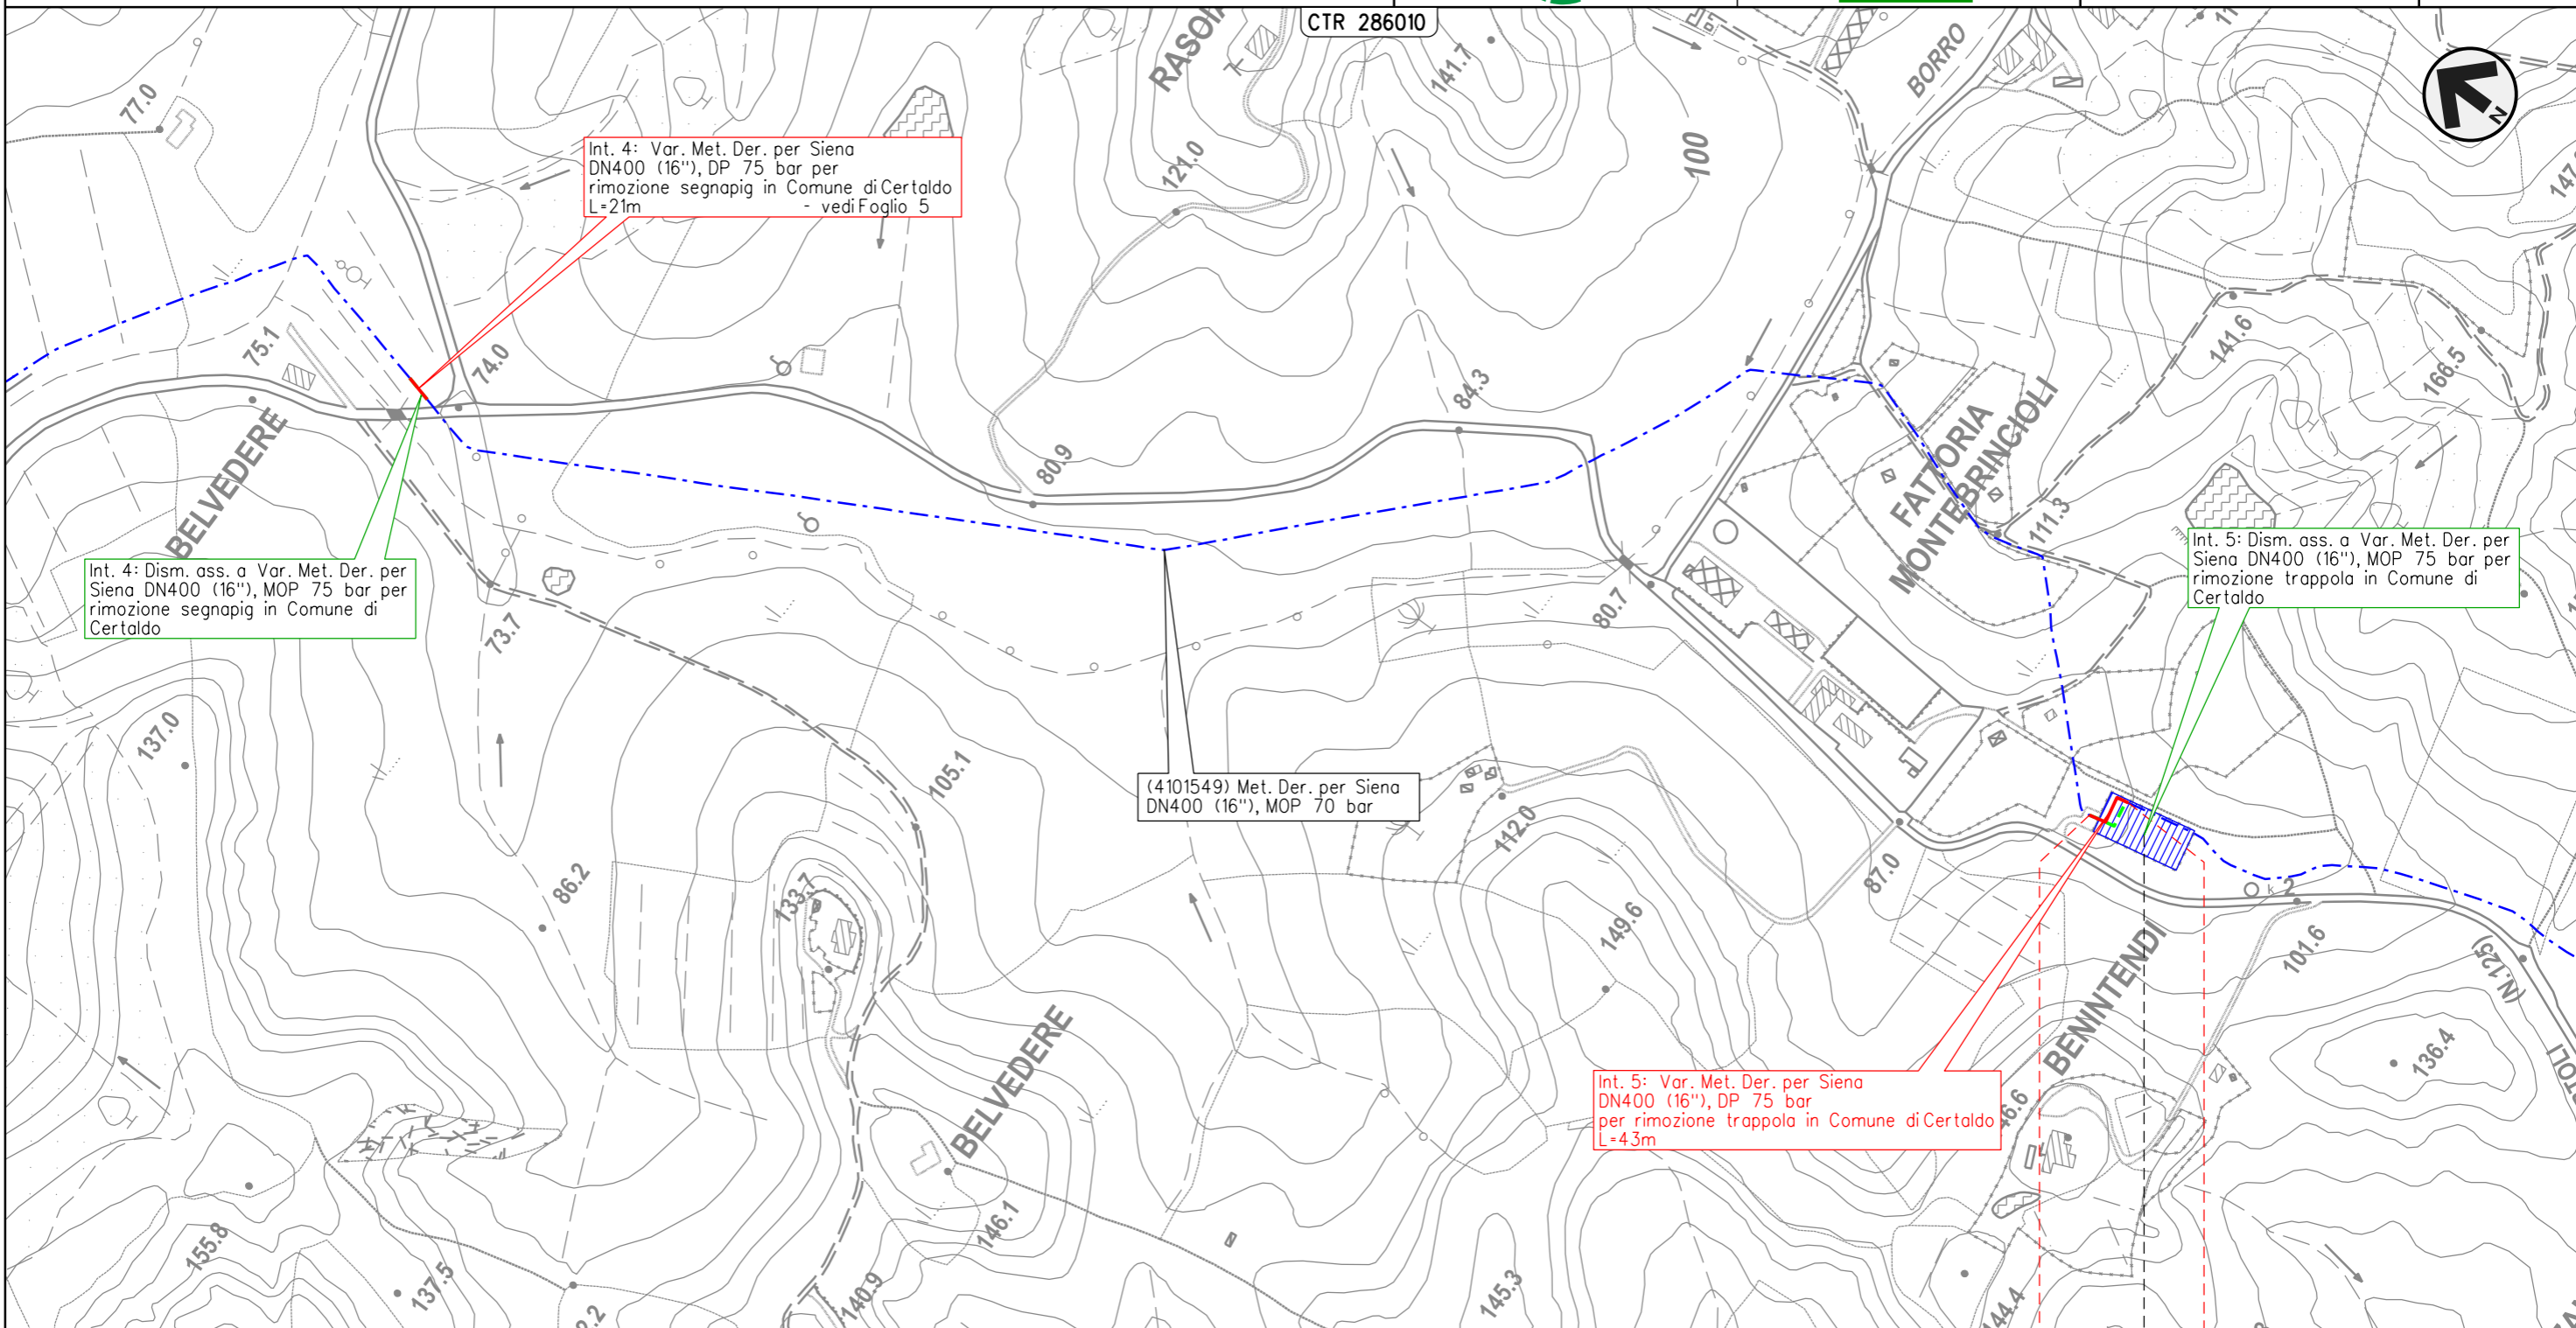 CTR 286010
RASOIA
141.7
BORRO
100
77.0
121.0
N
Int. 4: Var. Met. Der. per Siena
DN400 (16"), DP 75 bar per
rimozione segnapig in Comune di Certaldo
L=21m - vedi Foglio 5
75.1
74.0
84.3
80.9
141.6
166.5
BELVEDERE
FATTORIA
MONTEBRINCIOLI
111.3
Int. 4: Dism. ass. a Var. Met. Der. per
Siena DN400 (16"), MOP 75 bar per
rimozione segnapig in Comune di
Certaldo
Int. 5: Dism. ass. a Var. Met. Der. per
Siena DN400 (16"), MOP 75 bar per
rimozione trappola in Comune di
Certaldo
73.7
80.7
137.0
105.1
(4101549) Met. Der. per Siena
DN400 (16"), MOP 70 bar
112.0
87.0
86.2
133.7
149.6
k 2
101.6
(N.125)
BENINTENDI
136.4
BELVEDERE
Int. 5: Var. Met. Der. per Siena
DN400 (16"), DP 75 bar
per rimozione trappola in Comune di Certaldo
L=43m
146.1
155.8
137.5
140.9
145.3